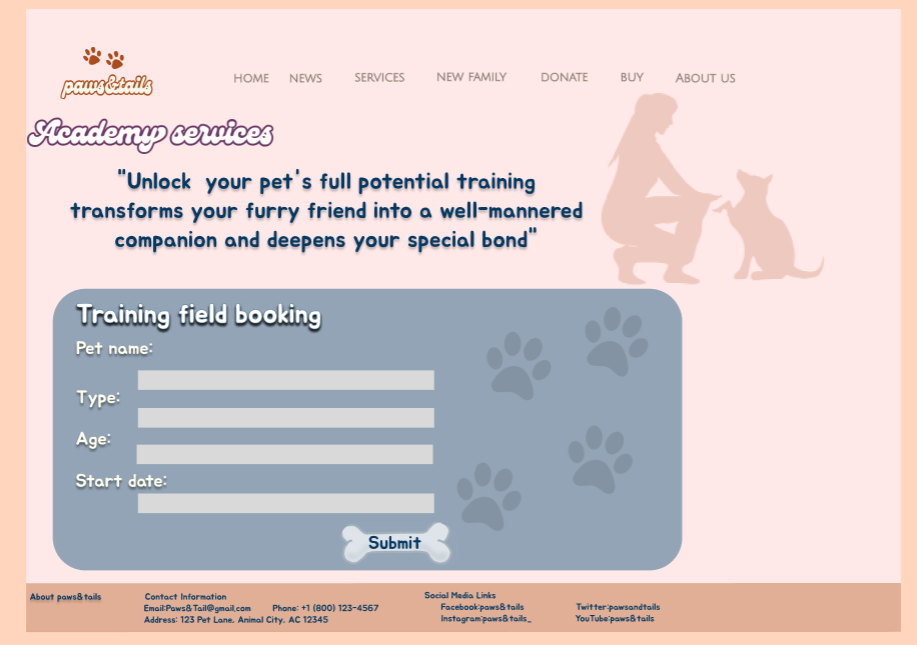 paws&tails
HOME NEWS SERVICES NEW FAMILY DONATE BUY ABOUT US
Academy services
"Unlock your pet's full potential training
transforms your furry friend into a well-mannered
companion and deepens your special bond"
Training field booking
Pet name:
Type:
Age:
Start date:
Submit
About paws&tails
Contact Information
Email:Paws&Tail@gmail.com Phone: +1 (800) 123-4567
Address: 123 Pet Lane, Animal City, AC 12345
Social Media Links
Facebook:paws&tails Twitter:pawsandtails
Instagram:paws&tails_ YouTube:paws&tails